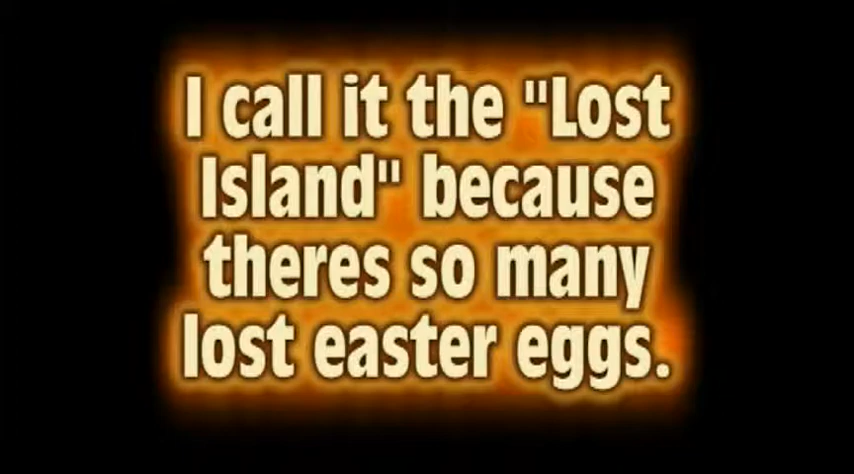 I call it the "Lost
Island" because
theres so many
lost easter eggs.